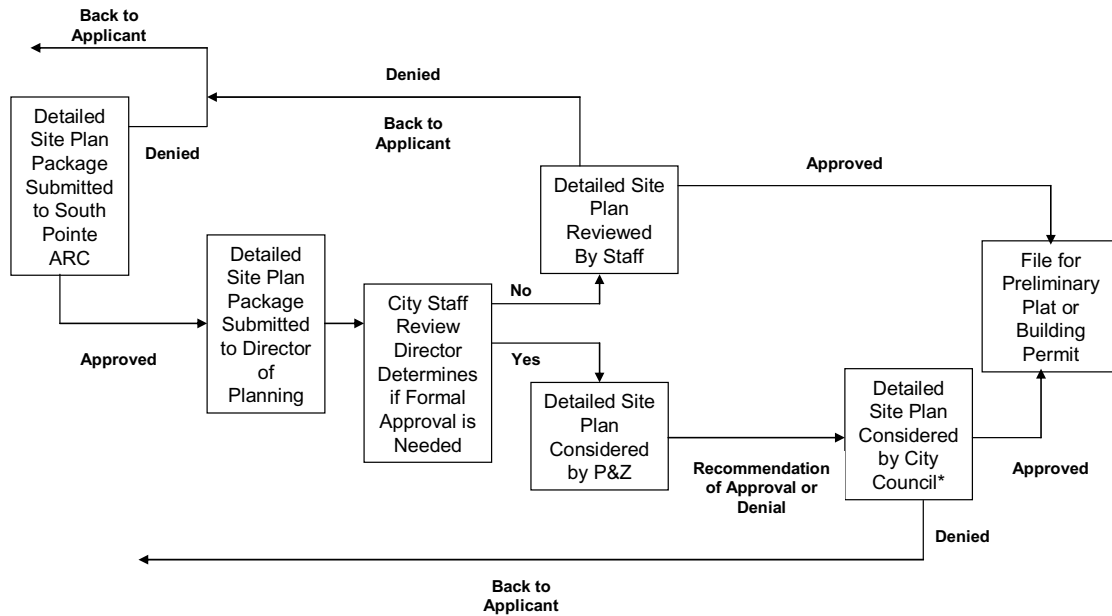 Back to
Applicant
Denied
Back to
Applicant
Detailed
Site Plan
Package
Submitted
to South
Pointe
ARC
Denied
Approved
Detailed
Site Plan
Package
Submitted
to Director
of
Planning
City Staff
Review
Director
Determines
if Formal
Approval is
Needed
No
Yes
Detailed Site
Plan
Reviewed
By Staff
Approved
Detailed Site
Plan
Considered
by P&Z
Recommendation
of Approval or
Denial
Detailed
Site Plan
Considered
by City
Council*
Approved
File for
Preliminary
Plat or
Building
Permit
Denied
Back to
Applicant